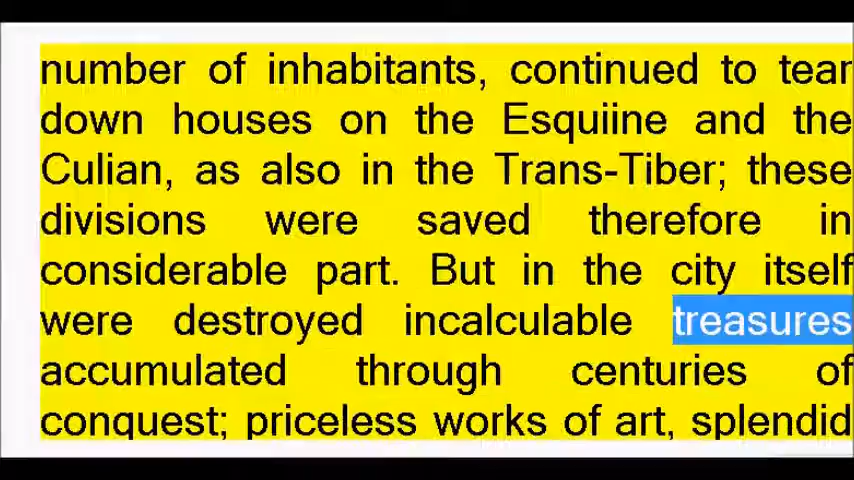 number of inhabitants, continued to tear
down houses on the Esquiine and the
Culian, as also in the Trans-Tiber; these
divisions were saved therefore in
considerable part. But in the city itself
were destroyed incalculable treasures
accumulated through centuries of
conquest; priceless works of art, splendid